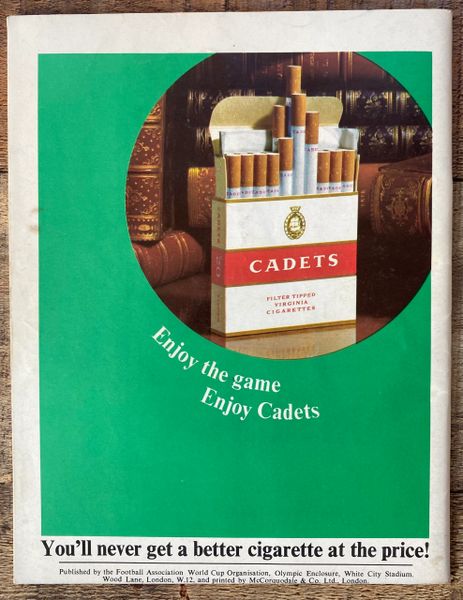 CADETS
FILTER TIPPED
VIRGINIA
CIGARETTES
Enjoy the game
Enjoy Cadets
You'll never get a better cigarette at the price!
Published by the Football Association World Cup Organisation, Olympic Enclosure, White City Stadium,
Wood Lane, London, W.12, and printed by McCorquodale & Co. Ltd., London.